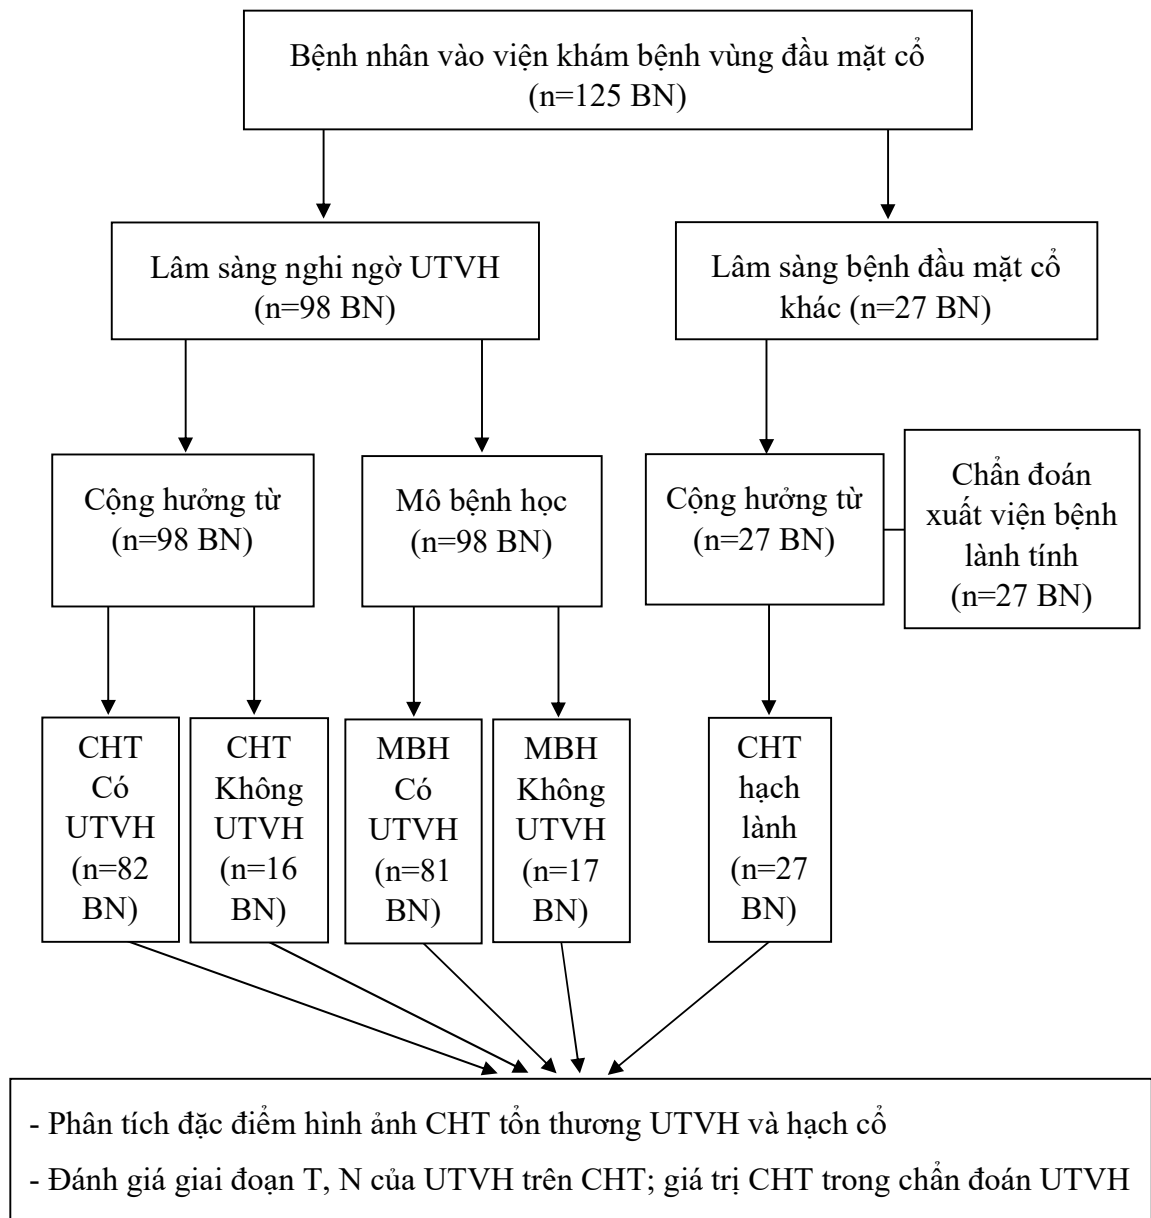 Bệnh nhân vào viện khám bệnh vùng đầu mặt cổ
(n=125 BN)
Lâm sàng nghi ngờ UTVH
(n=98 BN)
Lâm sàng bệnh đầu mặt cổ
khác (n=27 BN)
Cộng hưởng từ
(n=98 BN)
Mô bệnh học
(n=98 BN)
Cộng hưởng từ
(n=27 BN)
Chẩn đoán
xuất viện bệnh
lành tính
(n=27 BN)
CHT
Có
UTVH
(n=82
BN)
CHT
Không
UTVH
(n=16
BN)
MBH
Có
UTVH
(n=81
BN)
MBH
Không
UTVH
(n=17
BN)
CHT
hạch
lành
(n=27
BN)
- Phân tích đặc điểm hình ảnh CHT tổn thương UTVH và hạch cổ
- Đánh giá giai đoạn T, N của UTVH trên CHT; giá trị CHT trong chẩn đoán UTVH